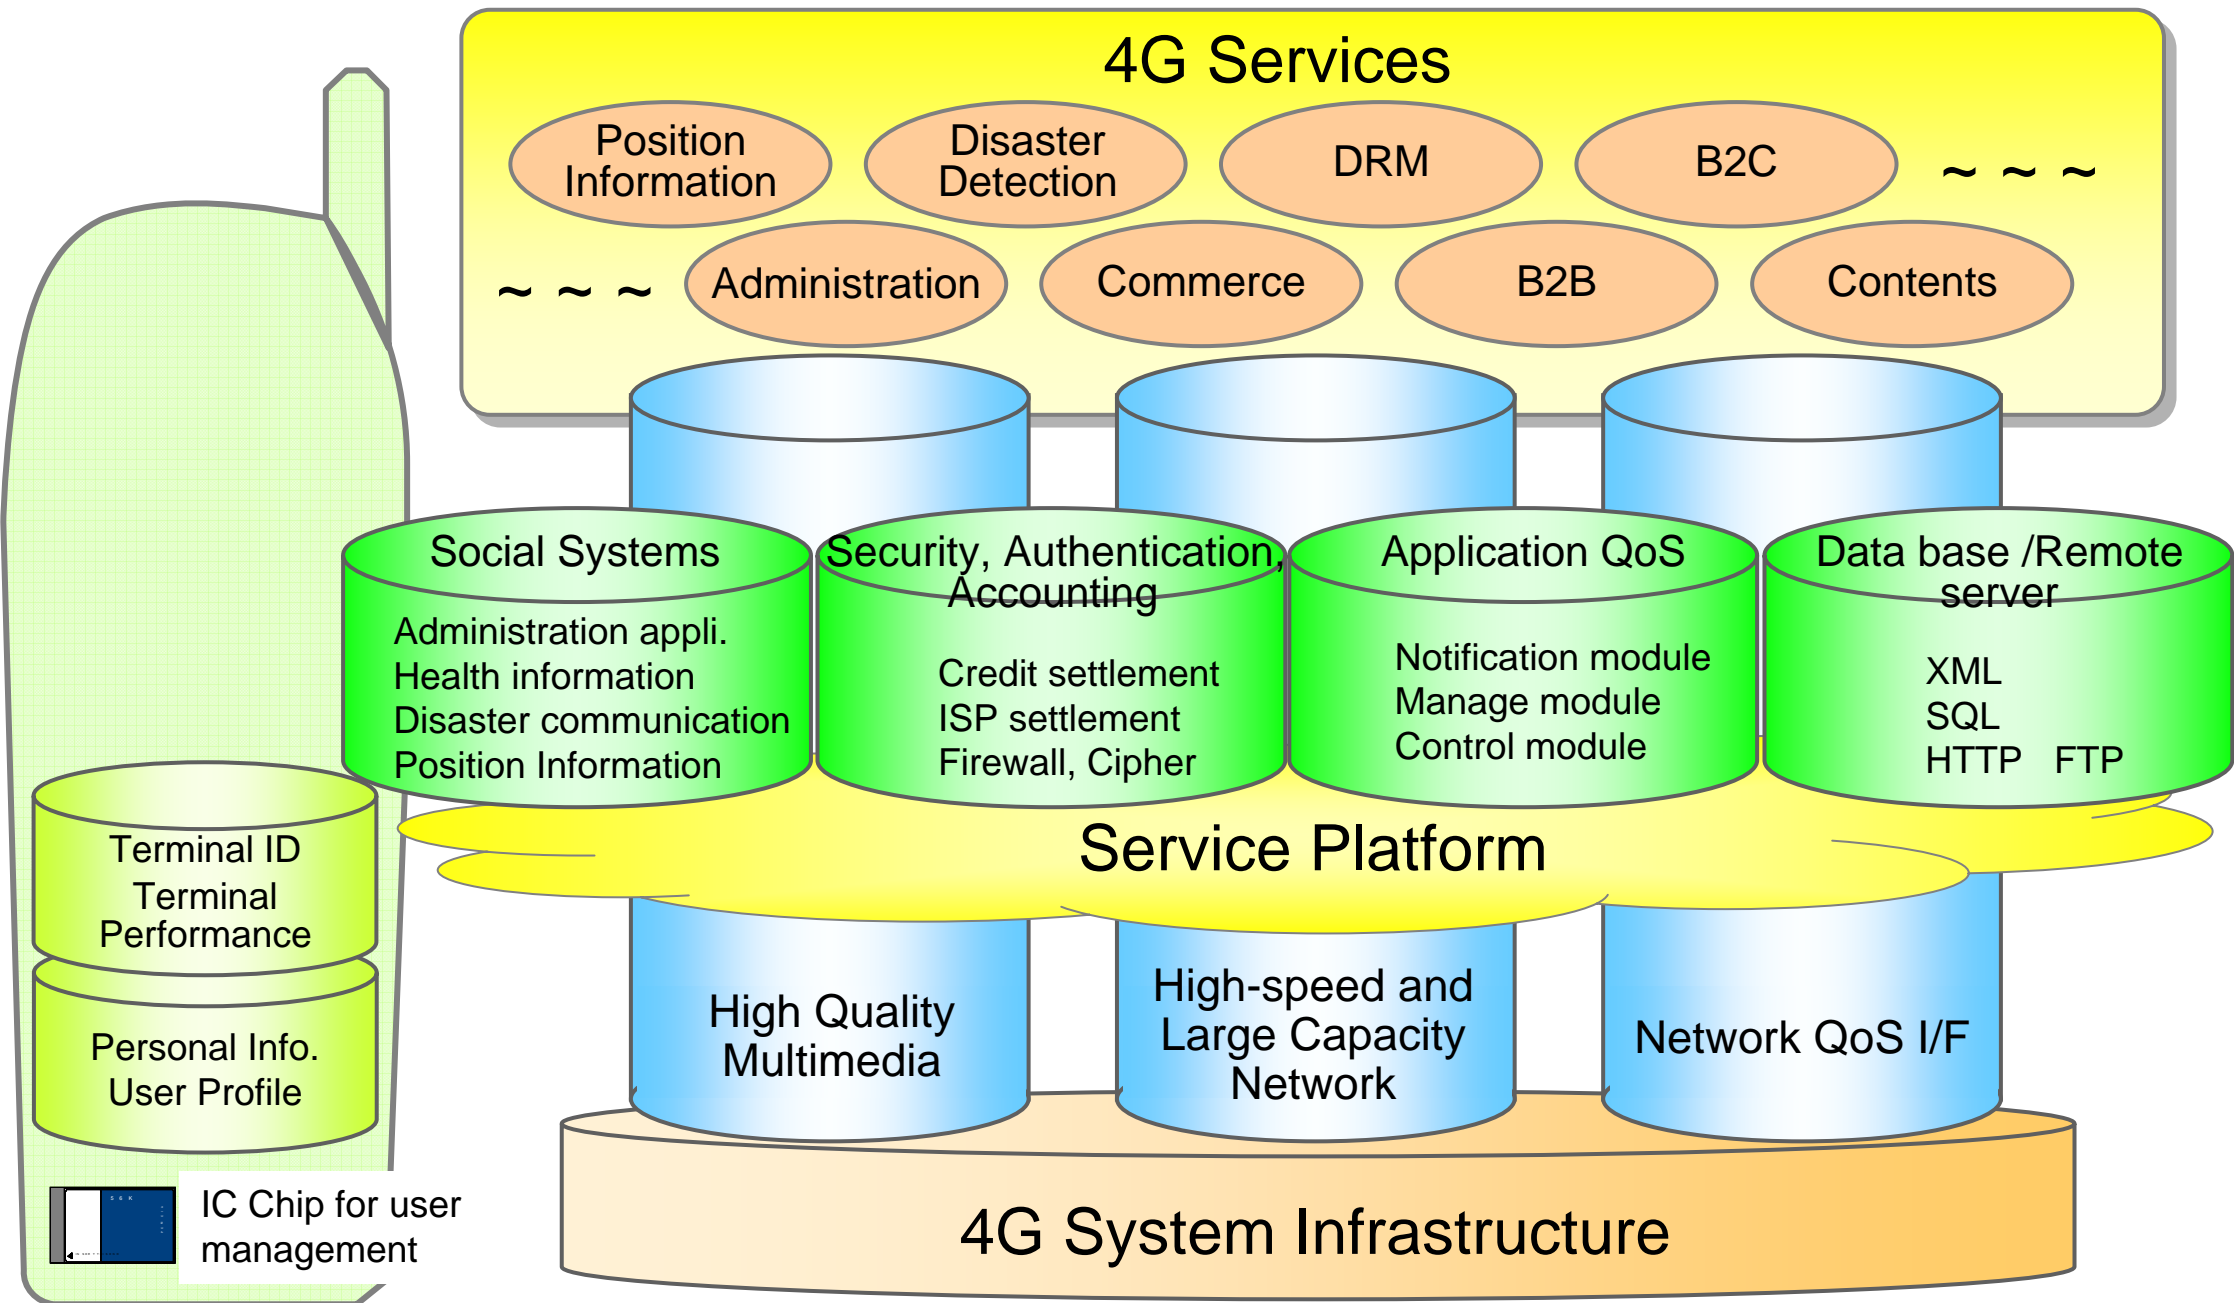 4G Services
Position
Information
Disaster
Detection
DRM
B2C
~ ~ ~
~ ~ ~
Administration
Commerce
B2B
Contents
Social Systems
Administration appli.
Health information
Disaster communication
Position Information
Security, Authentication,
Accounting
Credit settlement
ISP settlement
Firewall, Cipher
Application QoS
Notification module
Manage module
Control module
Data base /Remote
server
XML
SQL
HTTP FTP
Service Platform
Terminal ID
Terminal
Performance
Personal Info.
User Profile
High Quality
Multimedia
High-speed and
Large Capacity
Network
Network QoS I/F
IC Chip for user
management
4G System Infrastructure